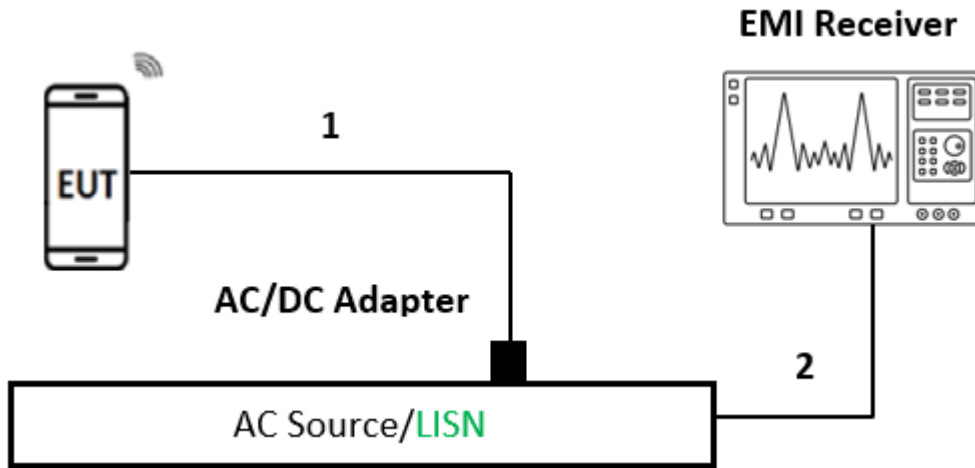 EMI Receiver
1
EUT
AC/DC Adapter
2
AC Source/LISN